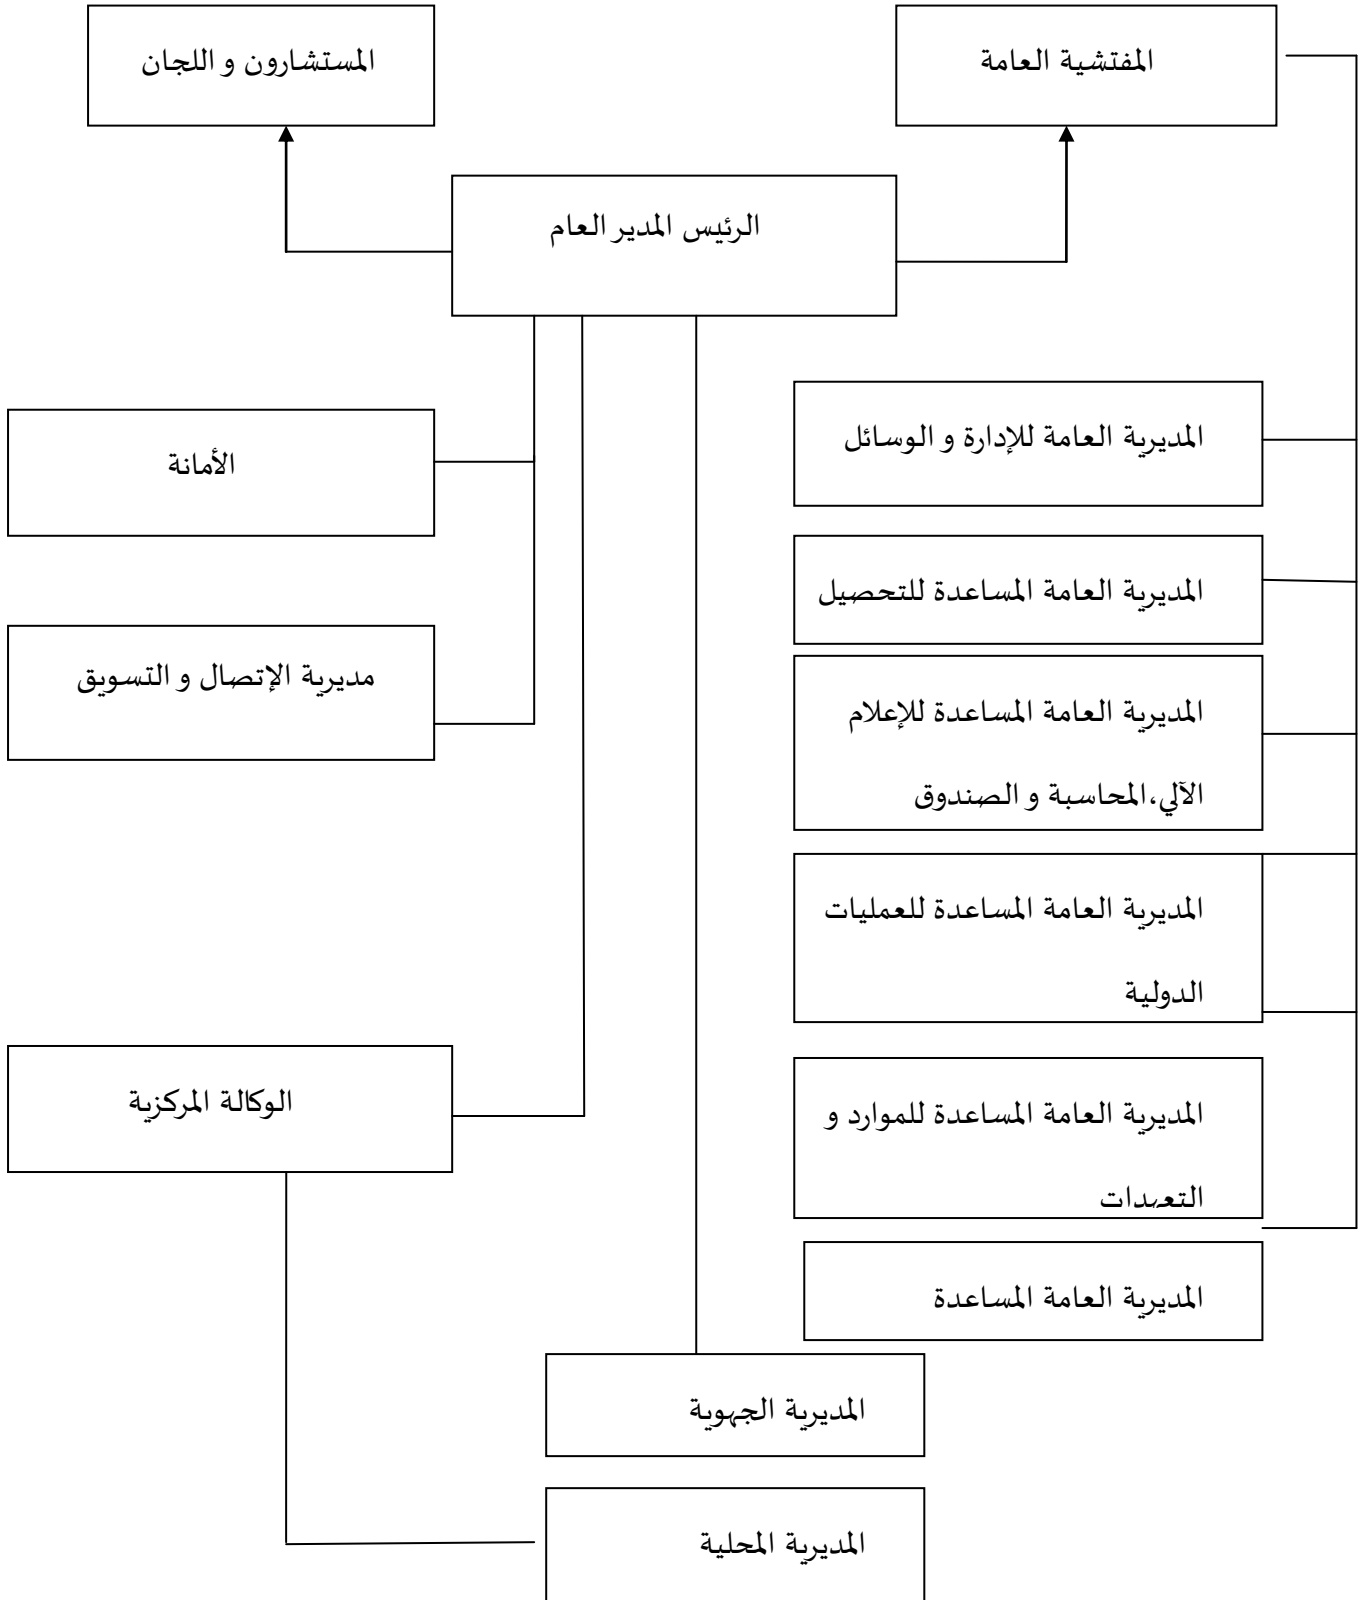 المفتشية العامة
المستشارون و اللجان
الرئيس المدير العام
المديرية العامة للإدارة و الوسائل
الأمانة
المديرية العامة المساعدة للتحصيل
مديرية الإتصال و التسويق
المديرية العامة المساعدة للإعلام
الآلي،المحاسبة و الصندوق
المديرية العامة المساعدة للعمليات
الدولية
الوكالة المركزية
المديرية العامة المساعدة للموارد و
التعهدات
المديرية العامة المساعدة
المديرية الجهوية
المديرية المحلية